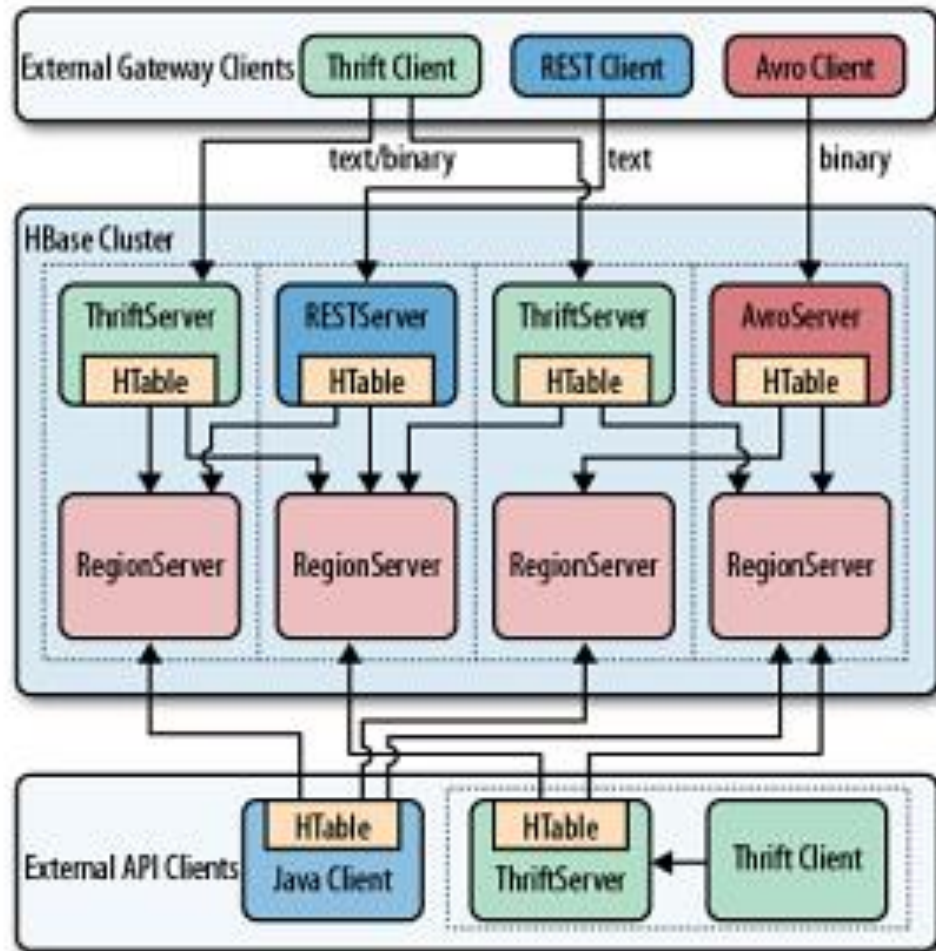 External Gateway Clients
Thrift Client
REST Client
Avro Client
text/binary
text
binary
HBase Cluster
ThriftServer
RESTServer
ThriftServer
AvroServer
HTable
HTable
HTable
HTable
RegionServer
RegionServer
RegionServer
RegionServer
External API Clients
HTable
Java Client
HTable
ThriftServer
Thrift Client